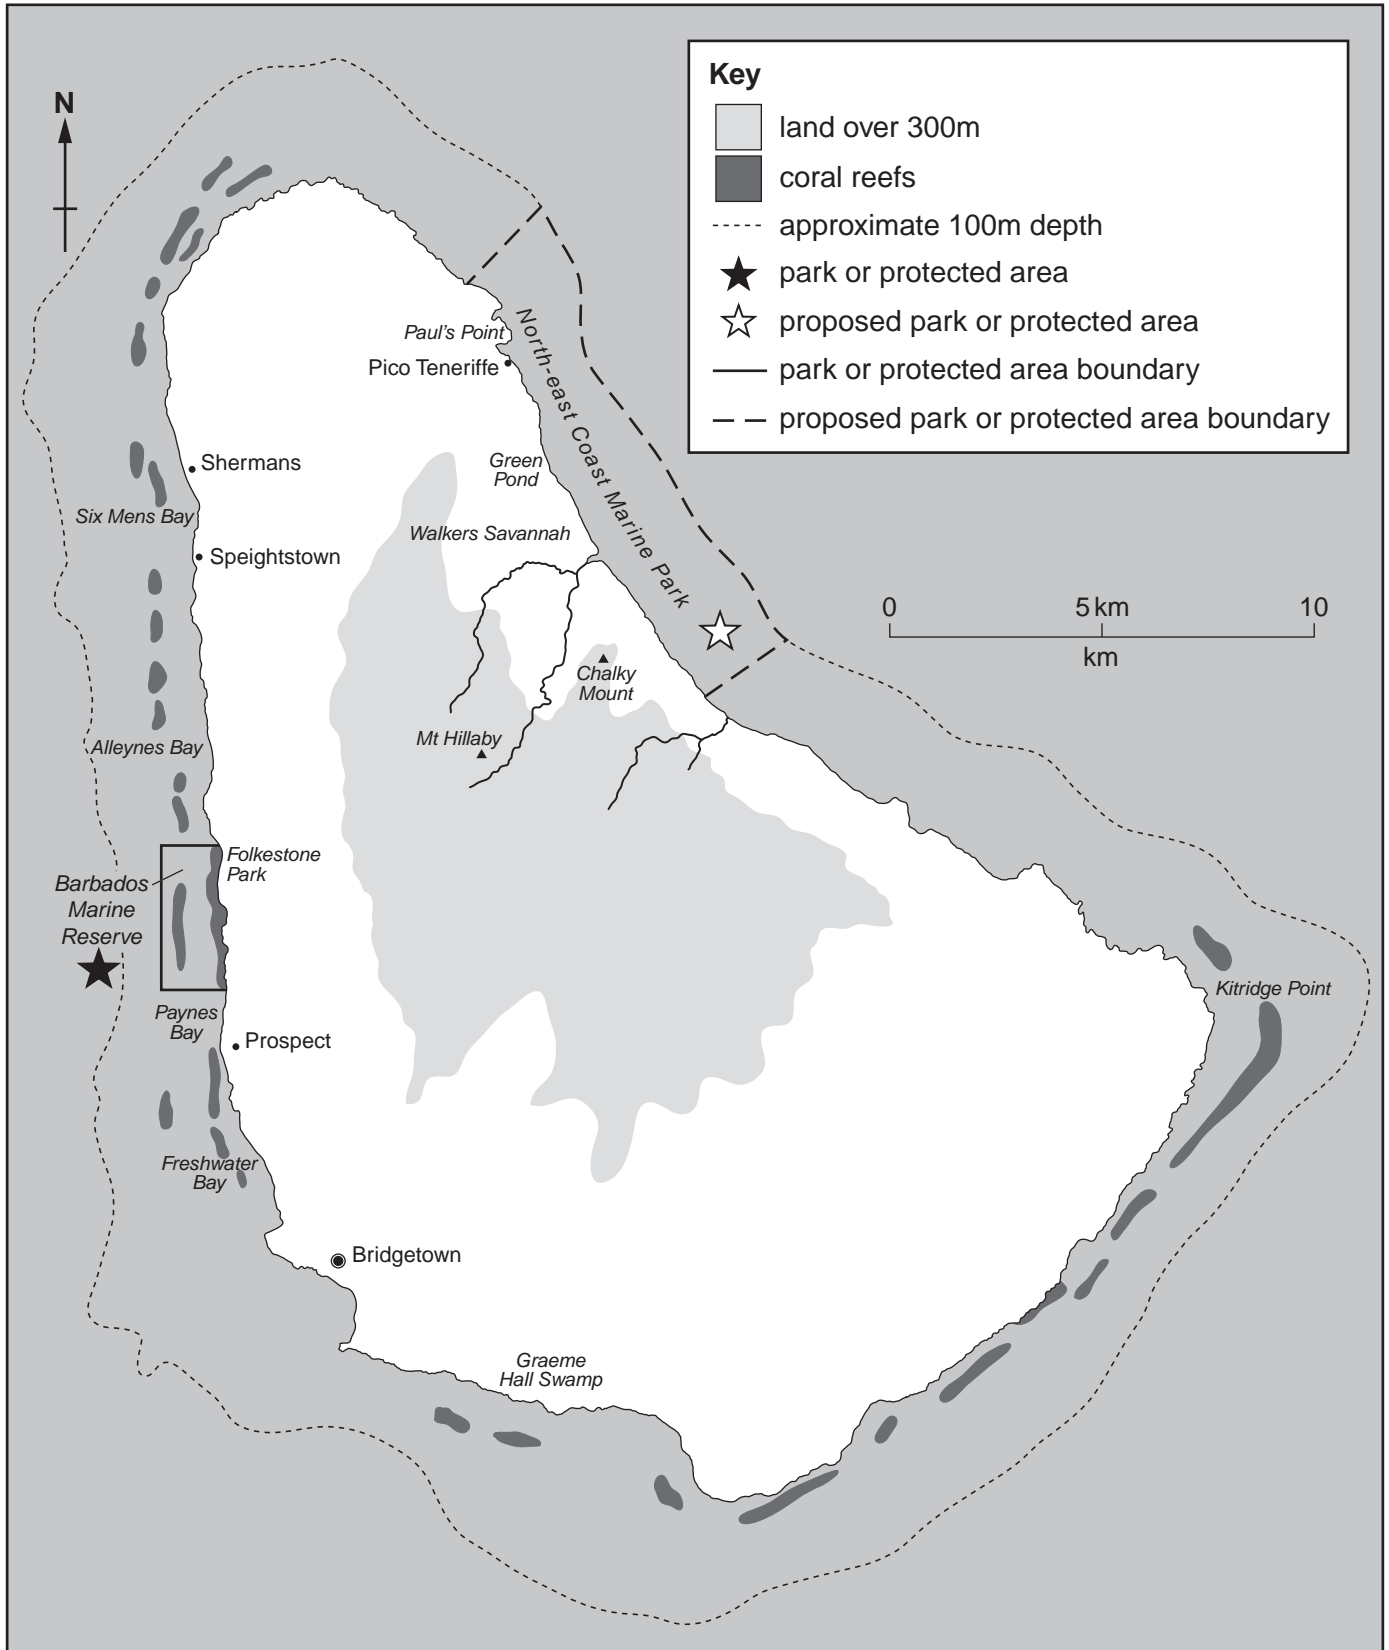 Key
land over 300m
coral reefs
approximate 100m depth
park or protected area
proposed park or protected area
park or protected area boundary
proposed park or protected area boundary
N
Paul's Point
Pico Teneriffe
North-east Coast Marine Park
Shermans
Green
Pond
Six Mens Bay
Walkers Savannah
Speightstown
0 5 km 10
km
Chalky
Mount
Mt Hillaby
Alleynes Bay
Folkestone
Park
Barbados
Marine
Reserve
Kitridge Point
Paynes
Bay
Prospect
Freshwater
Bay
Bridgetown
Graeme
Hall Swamp